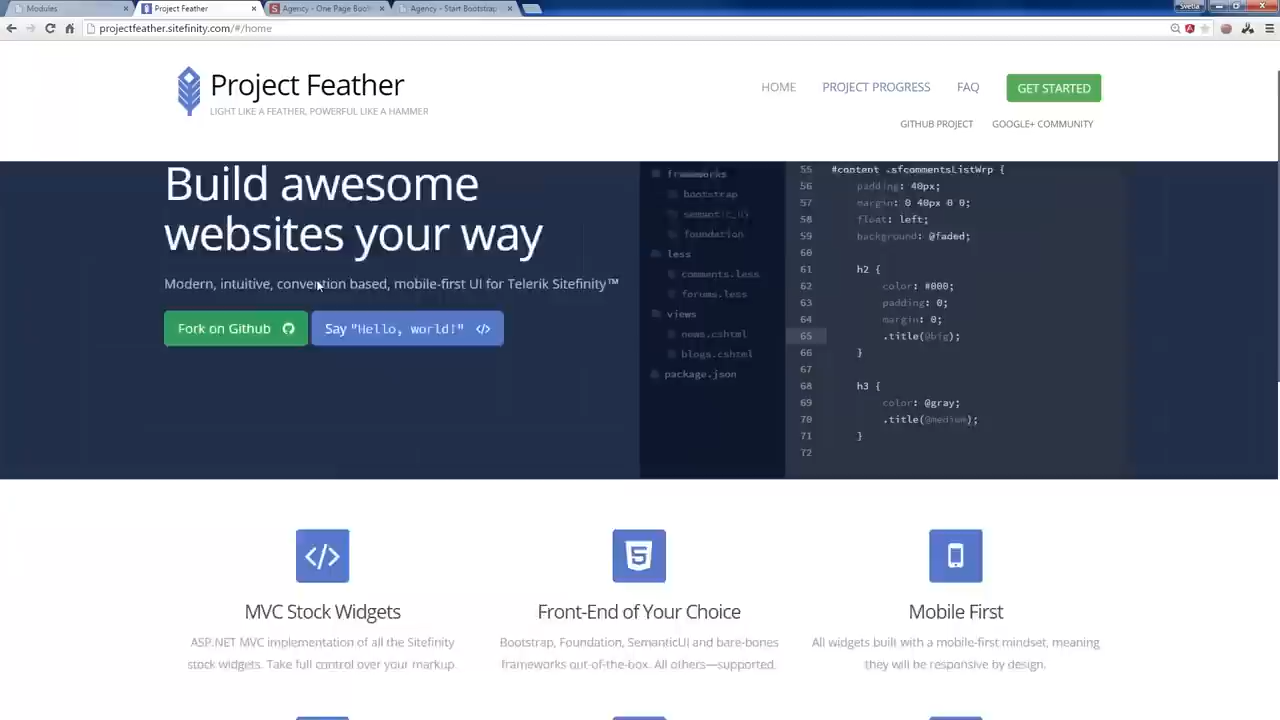 Modules
Project Feather
Agency - One Page Boot
Agency - Start Bootstrap
Svetla
projectfeather.sitefinity.com/#/home
Project Feather
LIGHT LIKE A FEATHER, POWERFUL LIKE A HAMMER
HOME
PROJECT PROGRESS
FAQ
GET STARTED
GITHUB PROJECT
GOOGLE+ COMMUNITY
Build awesome
websites your way
Modern, intuitive, convention based, mobile-first UI for Telerik Sitefinity™
Fork on Github
Say "Hello, world!" </>
frameworks
bootstrap
semantic_ui
foundation
less
comments.less
forums.less
views
news.cshtml
blogs.cshtml
package.json
55 #content .sfcommentsListWrp {
56 padding: 40px;
57 margin: 0 40px 0 0;
58 float: left;
59 background: @faded;
60
61 h2 {
62 color: #000;
63 padding: 0;
64 margin: 0;
65 .title(@big);
66 }
67
68 h3 {
69 color: @gray;
70 .title(@medium);
71 }
72
</>
5
MVC Stock Widgets
ASP.NET MVC implementation of all the Sitefinity
stock widgets. Take full control over your markup.
Front-End of Your Choice
Bootstrap, Foundation, SemanticUI and bare-bones
frameworks out-of-the-box. All others—supported.
Mobile First
All widgets built with a mobile-first mindset, meaning
they will be responsive by design.